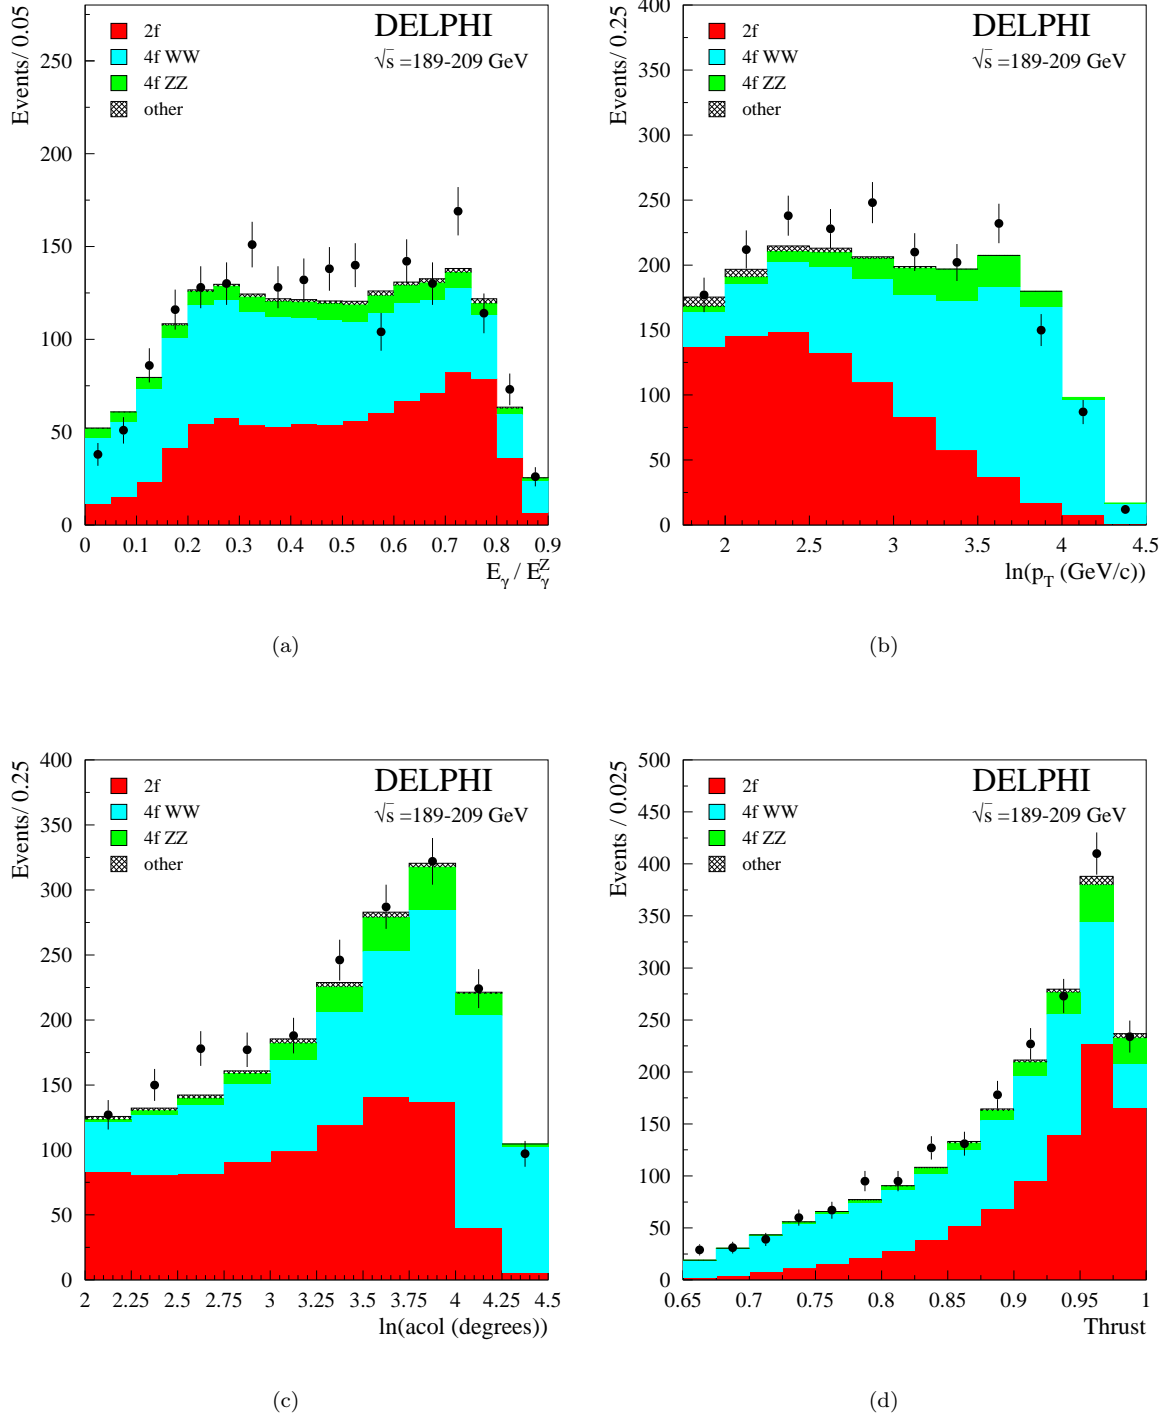 DELPHI
√s =189-209 GeV
2f
4f WW
4f ZZ
other
Events/ 0.05
250
200
150
100
50
0
0 0.1 0.2 0.3 0.4 0.5 0.6 0.7 0.8 0.9
E_γ / E_γ^Z
(a)
DELPHI
√s =189-209 GeV
2f
4f WW
4f ZZ
other
Events/ 0.25
400
350
300
250
200
150
100
50
0
2 2.5 3 3.5 4 4.5
ln(p_T (GeV/c))
(b)
DELPHI
√s =189-209 GeV
2f
4f WW
4f ZZ
other
Events/ 0.25
400
350
300
250
200
150
100
50
0
2 2.25 2.5 2.75 3 3.25 3.5 3.75 4 4.25 4.5
ln(acol (degrees))
(c)
DELPHI
√s =189-209 GeV
2f
4f WW
4f ZZ
other
Events / 0.025
500
450
400
350
300
250
200
150
100
50
0
0.65 0.7 0.75 0.8 0.85 0.9 0.95 1
Thrust
(d)